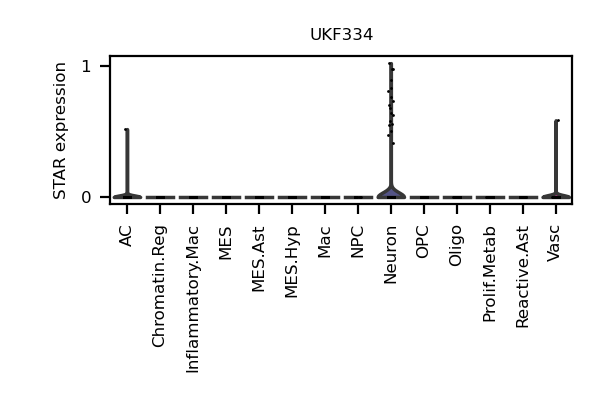 UKF334
STAR expression
1
0
AC
Chromatin.Reg
Inflammatory.Mac
MES
MES.Ast
MES.Hyp
Mac
NPC
Neuron
OPC
Oligo
Prolif.Metab
Reactive.Ast
Vasc